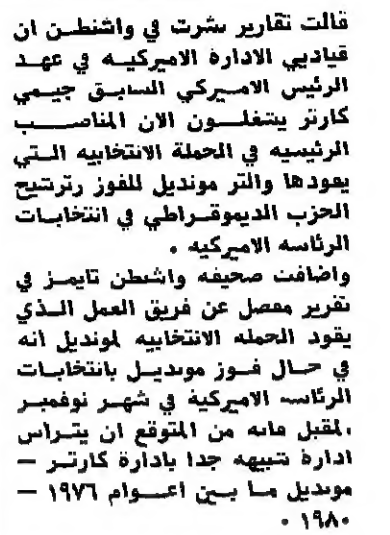 قالت تقارير نشرت في واشنطن ان
قياديي الادارة الاميركيه في عهد
الرئيس الاميركي السابق جيمي
كارتر يشغلون الان المناصب
الرئيسيه في الحملة الانتخابيه التي
يقودها والتر مونديل للفوز بترشيح
الحزب الديموقراطي في انتخابات
الرئاسه الاميركيه .
واضافت صحيفه واشنطن تايمز في
تقرير مفصل عن فريق العمل الذي
يقود الحمله الانتخابيه لمونديل انه
في حال فوز مونديل بانتخابات
الرئاسه الاميركية في شهر نوفمبر
المقبل فانه من المتوقع ان يتراس
ادارة شبيهه جدا بادارة كارتر —
مونديل ما بين اعوام ١٩٧٦ —
١٩٨٠ .